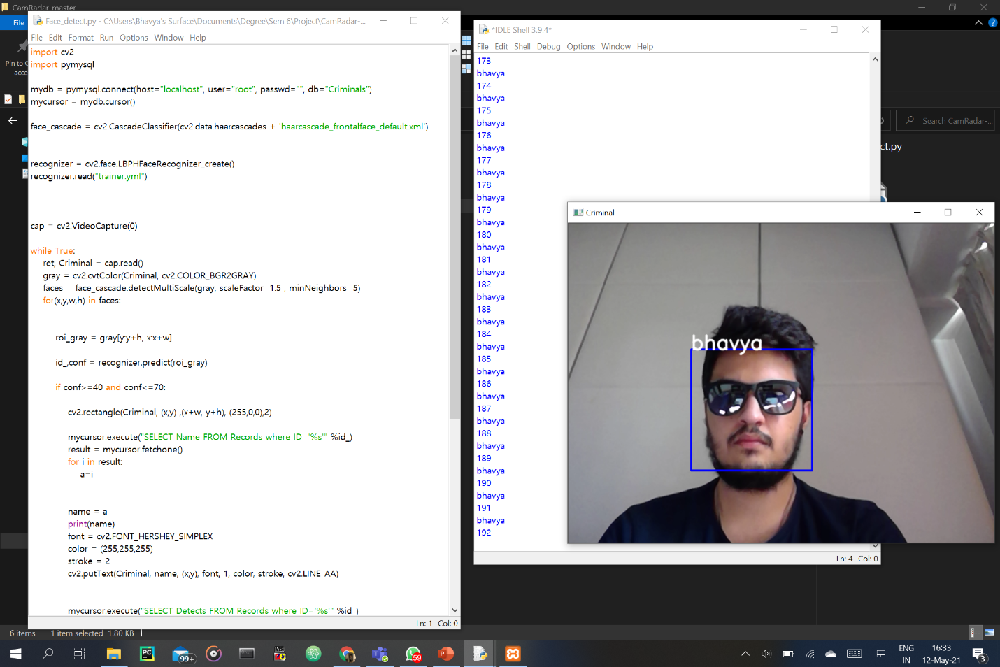 CamRadar-master
File
Pin to
acce
Face_detect.py - C:\Users\Bhavya's Surface\Documents\Degree\Sem 6\Project\CamRadar-...
File Edit Format Run Options Window Help
import cv2
import pymysql
mydb = pymysql.connect(host="localhost", user="root", passwd="", db="Criminals")
mycursor = mydb.cursor()
face_cascade = cv2.CascadeClassifier(cv2.data.haarcascades + 'haarcascade_frontalface_default.xml')
recognizer = cv2.face.LBPHFaceRecognizer_create()
recognizer.read("trainer.yml")
cap = cv2.VideoCapture(0)
while True:
ret, Criminal = cap.read()
gray = cv2.cvtColor(Criminal, cv2.COLOR_BGR2GRAY)
faces = face_cascade.detectMultiScale(gray, scaleFactor=1.5 , minNeighbors=5)
for(x,y,w,h) in faces:
roi_gray = gray[y:y+h, x:x+w]
id_,conf = recognizer.predict(roi_gray)
if conf>=40 and conf<=70:
cv2.rectangle(Criminal, (x,y) ,(x+w, y+h), (255,0,0),2)
mycursor.execute("SELECT Name FROM Records where ID='%s'" %id_)
result = mycursor.fetchone()
for i in result:
a=i
name = a
print(name)
font = cv2.FONT_HERSHEY_SIMPLEX
color = (255,255,255)
stroke = 2
cv2.putText(Criminal, name, (x,y), font, 1, color, stroke, cv2.LINE_AA)
mycursor.execute("SELECT Detects FROM Records where ID='%s'" %id_)
Ln: 1 Col: 0
*IDLE Shell 3.9.4*
File Edit Shell Debug Options Window Help
173
bhavya
174
bhavya
175
bhavya
176
bhavya
177
bhavya
178
bhavya
179
bhavya
180
bhavya
181
bhavya
182
bhavya
183
bhavya
184
bhavya
185
bhavya
186
bhavya
187
bhavya
188
bhavya
189
bhavya
190
bhavya
191
bhavya
192
Ln: 4 Col: 0
Search CamRadar-...
ct.py
Criminal
bhavya
6 items 1 item selected 1.80 KB
PC
99+
59
ENG
IN
16:33
12-May-21
3